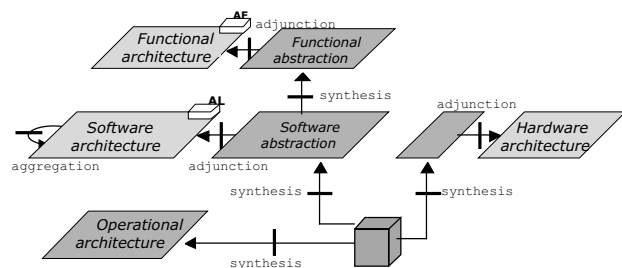 AF
adjunction
Functional
architecture
Functional
abstraction
synthesis
AL
adjunction
Software
architecture
Software
abstraction
Hardware
architecture
aggregation
adjunction
synthesis
synthesis
Operational
architecture
synthesis